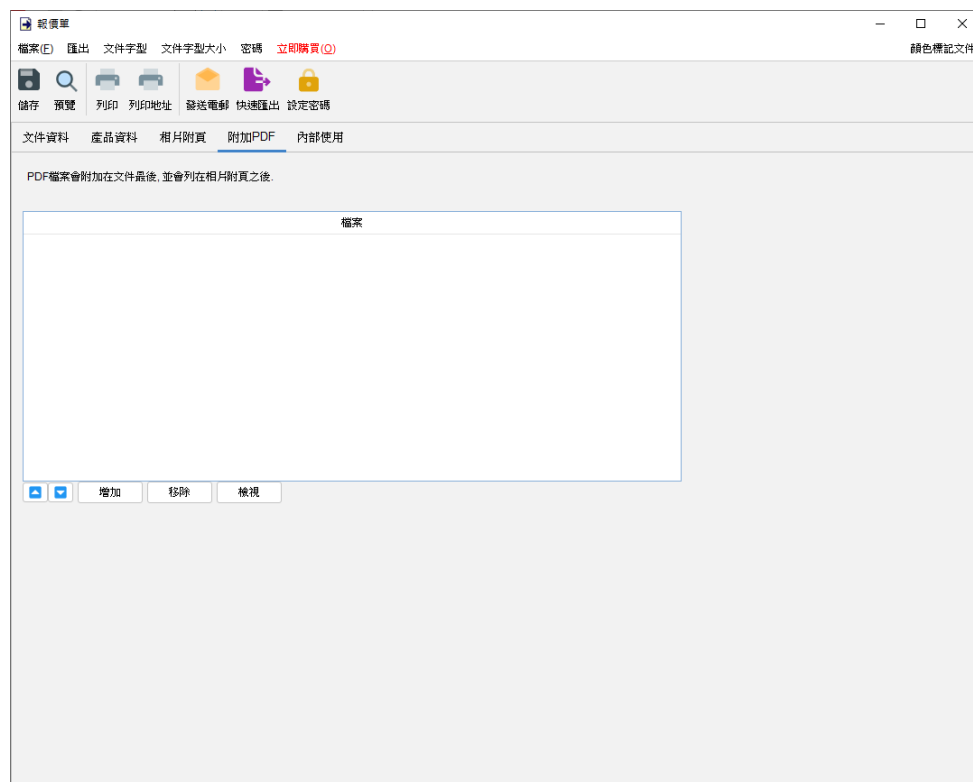 報價單
檔案(F) 匯出 文件字型 文件字型大小 密碼 立即購買(O) 顏色標記文件
儲存 預覽 列印 列印地址 發送電郵 快速匯出 設定密碼
文件資料 產品資料 相片附頁 附加PDF 內部使用
PDF檔案會附加在文件最後, 並會列在相片附頁之後.
檔案
增加 移除 檢視